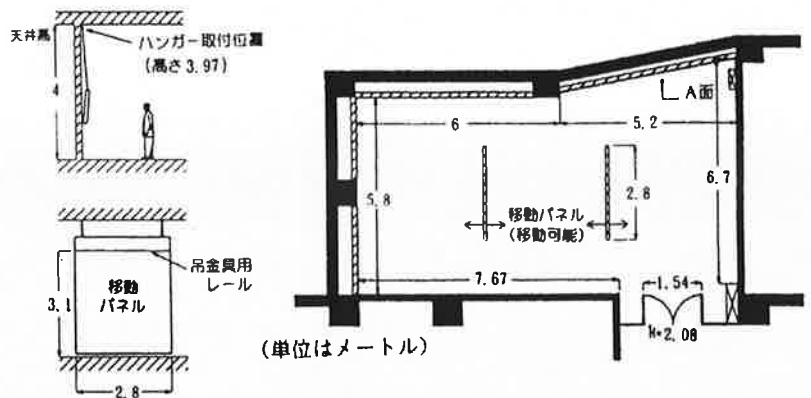 天井高
4
ハンガー取付位置
(高さ3.97)
吊金具用
レール
移動
パネル
3.1
2.8
A面
6
5.2
5.8
2.8
6.7
移動パネル
(移動可能)
7.67
1.54
H=2.08
(単位はメートル)